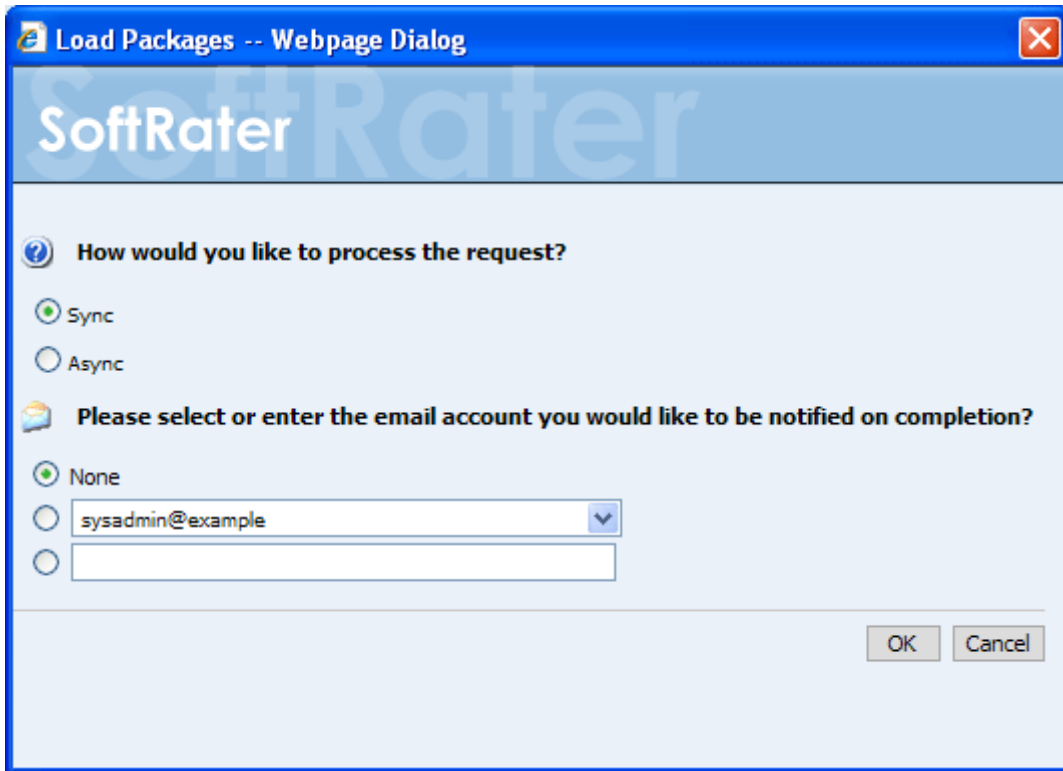 Load Packages -- Webpage Dialog
SoftRater
SoftRater
How would you like to process the request?
Sync
Async
Please select or enter the email account you would like to be notified on completion?
None
sysadmin@example
OK Cancel